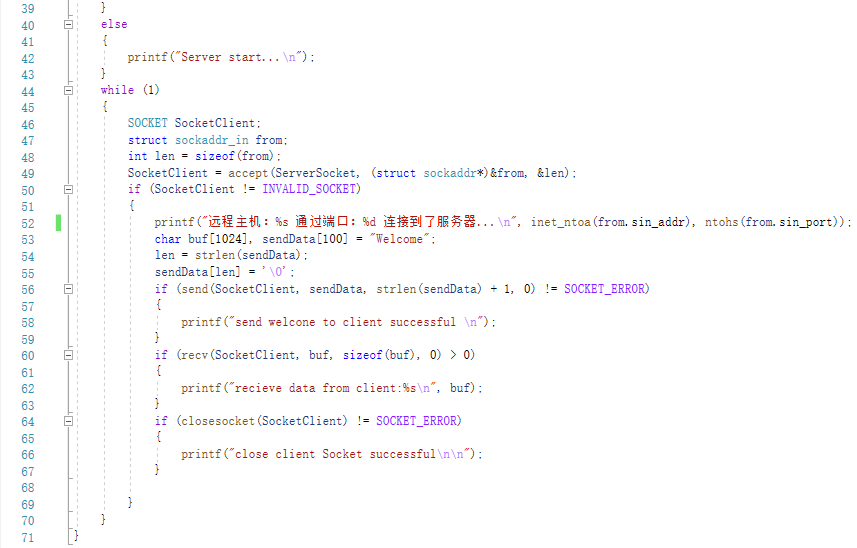 39 }
40 else
41 {
42 printf("Server start...\n");
43 }
44 while (1)
45 {
46 SOCKET SocketClient;
47 struct sockaddr_in from;
48 int len = sizeof(from);
49 SocketClient = accept(ServerSocket, (struct sockaddr*)&from, &len);
50 if (SocketClient != INVALID_SOCKET)
51 {
52 printf("远程主机：%s 通过端口：%d 连接到了服务器...\n", inet_ntoa(from.sin_addr), ntohs(from.sin_port));
53 char buf[1024], sendData[100] = "Welcome";
54 len = strlen(sendData);
55 sendData[len] = '\0';
56 if (send(SocketClient, sendData, strlen(sendData) + 1, 0) != SOCKET_ERROR)
57 {
58 printf("send welcone to client successful \n");
59 }
60 if (recv(SocketClient, buf, sizeof(buf), 0) > 0)
61 {
62 printf("recieve data from client:%s\n", buf);
63 }
64 if (closesocket(SocketClient) != SOCKET_ERROR)
65 {
66 printf("close client Socket successful\n\n");
67 }
68
69 }
70 }
71 }